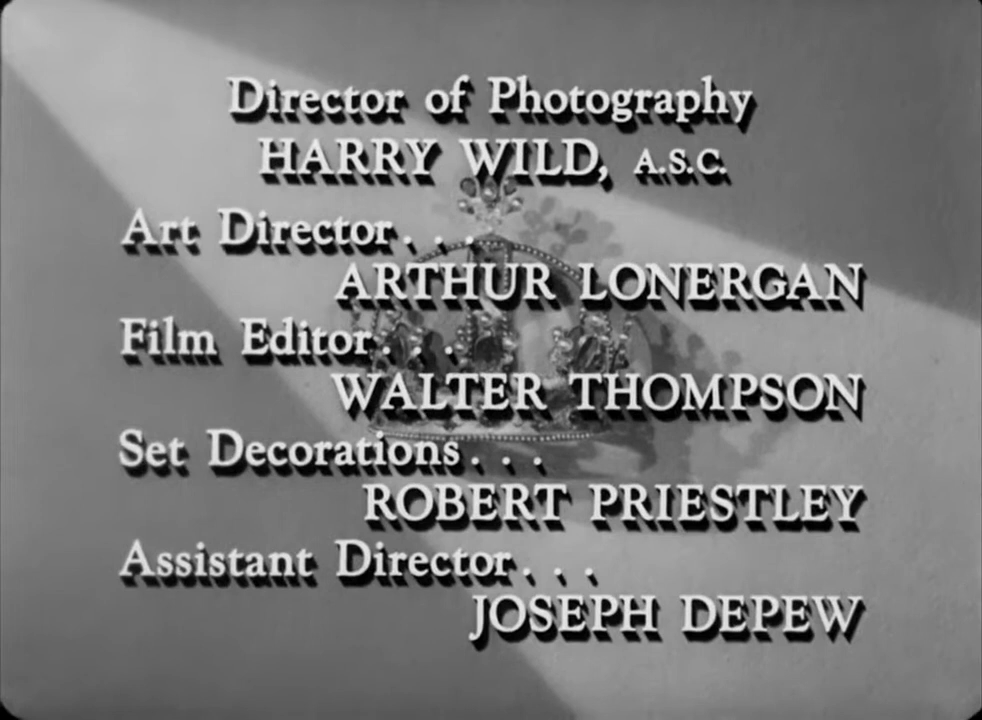 Director of Photography
HARRY WILD, A.S.C.
Art Director . . .
ARTHUR LONERGAN
Film Editor . . .
WALTER THOMPSON
Set Decorations . . .
ROBERT PRIESTLEY
Assistant Director . . .
JOSEPH DEPEW